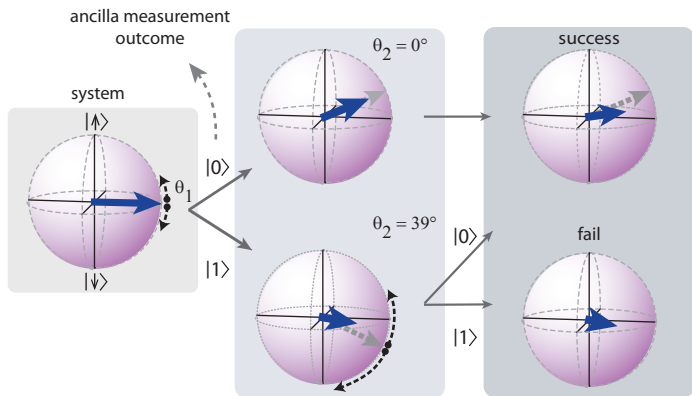 ancilla measurement
outcome
system
|↑⟩
θ₁
|↓⟩
|0⟩
|1⟩
θ₂ = 0°
θ₂ = 39°
|0⟩
|1⟩
success
fail